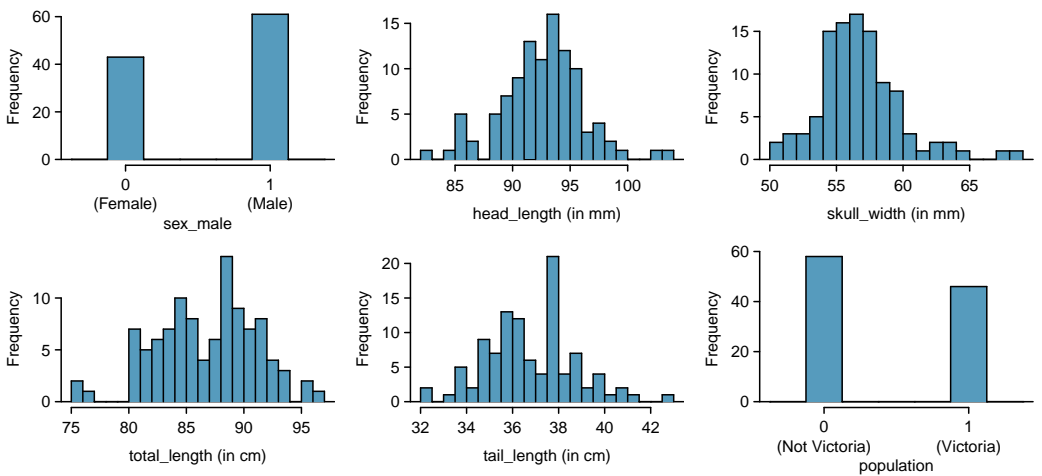 Frequency
0
20
40
60
0
(Female)
1
(Male)
sex_male
Frequency
0
5
10
15
85
90
95
100
head_length (in mm)
Frequency
0
5
10
15
50
55
60
65
skull_width (in mm)
Frequency
0
5
10
75
80
85
90
95
total_length (in cm)
Frequency
0
5
10
15
20
32
34
36
38
40
42
tail_length (in cm)
Frequency
0
20
40
60
0
(Not Victoria)
1
(Victoria)
population